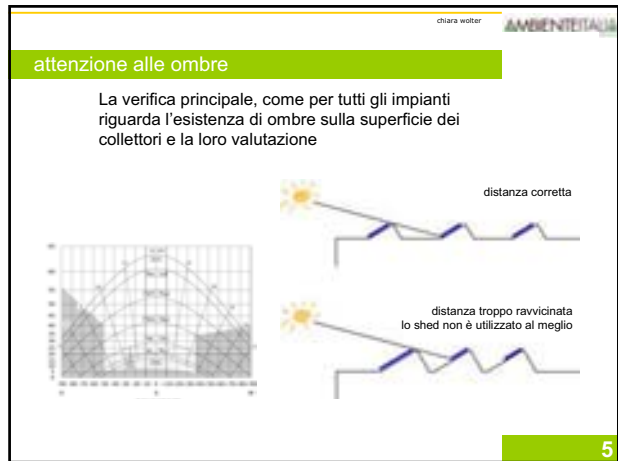 chiara wolter
AMBIENTEITALIA
attenzione alle ombre
La verifica principale, come per tutti gli impianti
riguarda l'esistenza di ombre sulla superficie dei
collettori e la loro valutazione
distanza corretta
distanza troppo ravvicinata
lo shed non è utilizzato al meglio
5